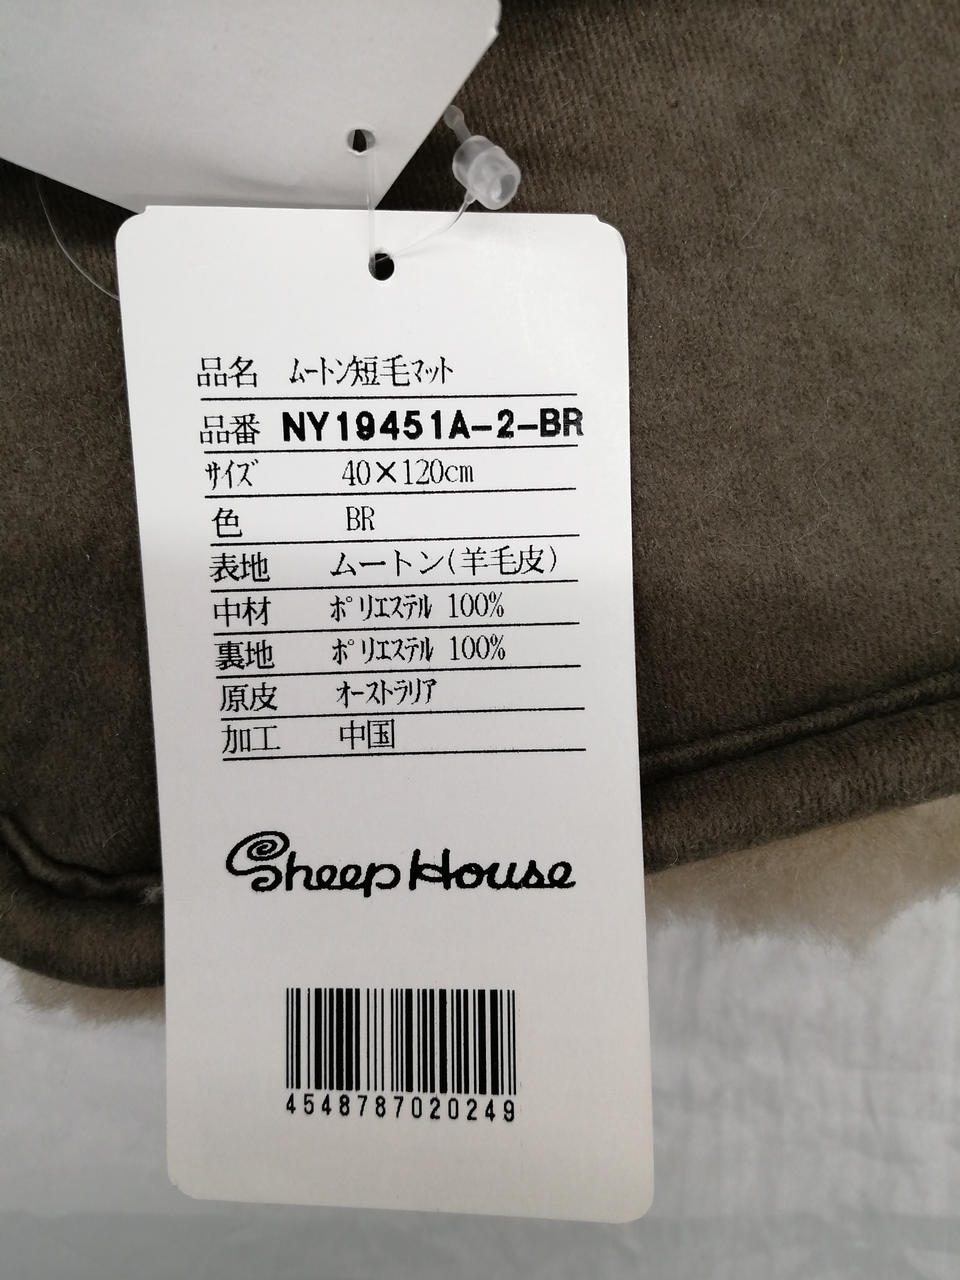 品名 ムートン短毛マット
品番 NY19451A-2-BR
サイズ 40×120cm
色 BR
表地 ムートン(羊毛皮)
中材 ポリエステル 100%
裏地 ポリエステル 100%
原皮 オーストラリア
加工 中国
Sheep House
4548787020249